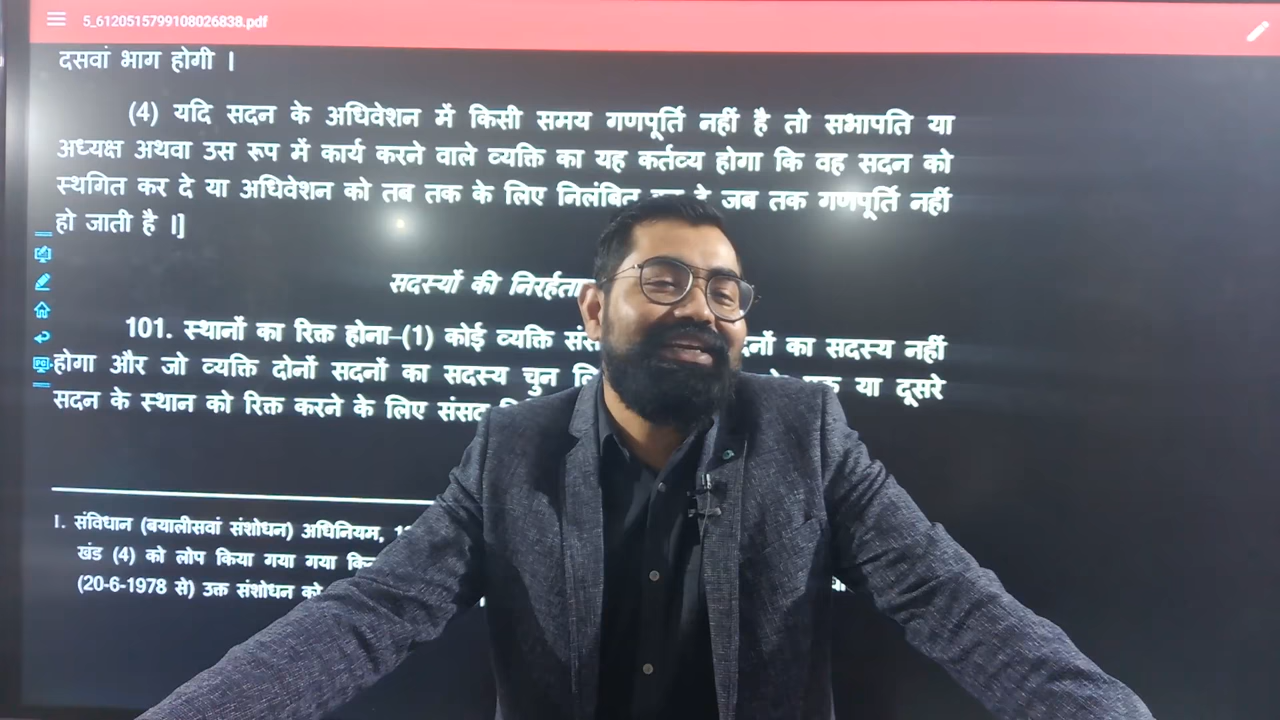 5_6120515799108026838.pdf
दसवां भाग होगी ।
(4) यदि सदन के अधिवेशन में किसी समय गणपूर्ति नहीं है तो सभापति या
अध्यक्ष अथवा उस रूप में कार्य करने वाले व्यक्ति का यह कर्तव्य होगा कि वह सदन को
स्थगित कर दे या अधिवेशन को तब तक के लिए निलंबित दे जब तक गणपूर्ति नहीं
हो जाती है ।]
सदस्यों की निरर्हता
101. स्थानों का रिक्त होना–(1) कोई व्यक्ति का सदस्य नहीं
होगा और जो व्यक्ति दोनों सदनों का सदस्य चुन या दूसरे
सदन के स्थान को रिक्त करने के लिए संसद
1. संविधान (बयालीसवां संशोधन) अधिनियम,
खंड (4) को लोप किया गया गया
(20-6-1978 से) उक्त संशोधन को